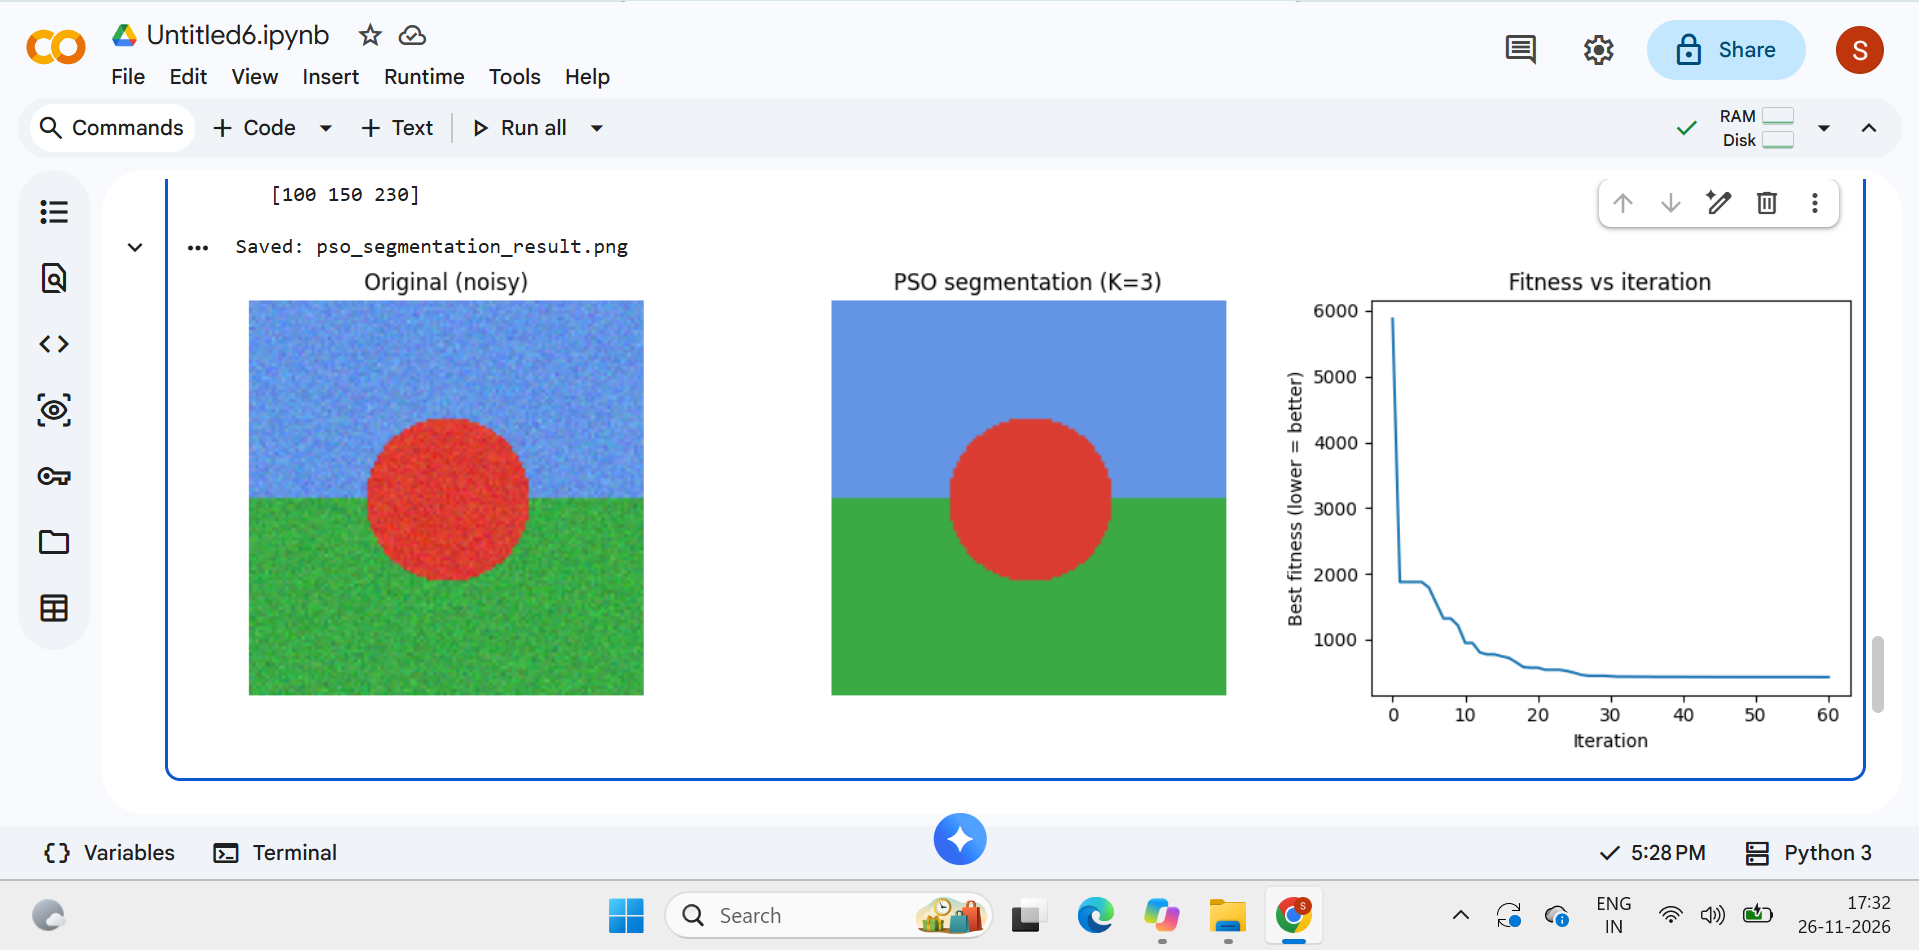 Untitled6.ipynb
File Edit View Insert Runtime Tools Help
Share
S
Commands + Code + Text Run all
RAM
Disk
[100 150 230]
Saved: pso_segmentation_result.png
Original (noisy)
PSO segmentation (K=3)
Fitness vs iteration
Best fitness (lower = better)
6000
5000
4000
3000
2000
1000
0 10 20 30 40 50 60
Iteration
Variables Terminal
5:28 PM Python 3
Search
S
ENG
IN
17:32
26-11-2026